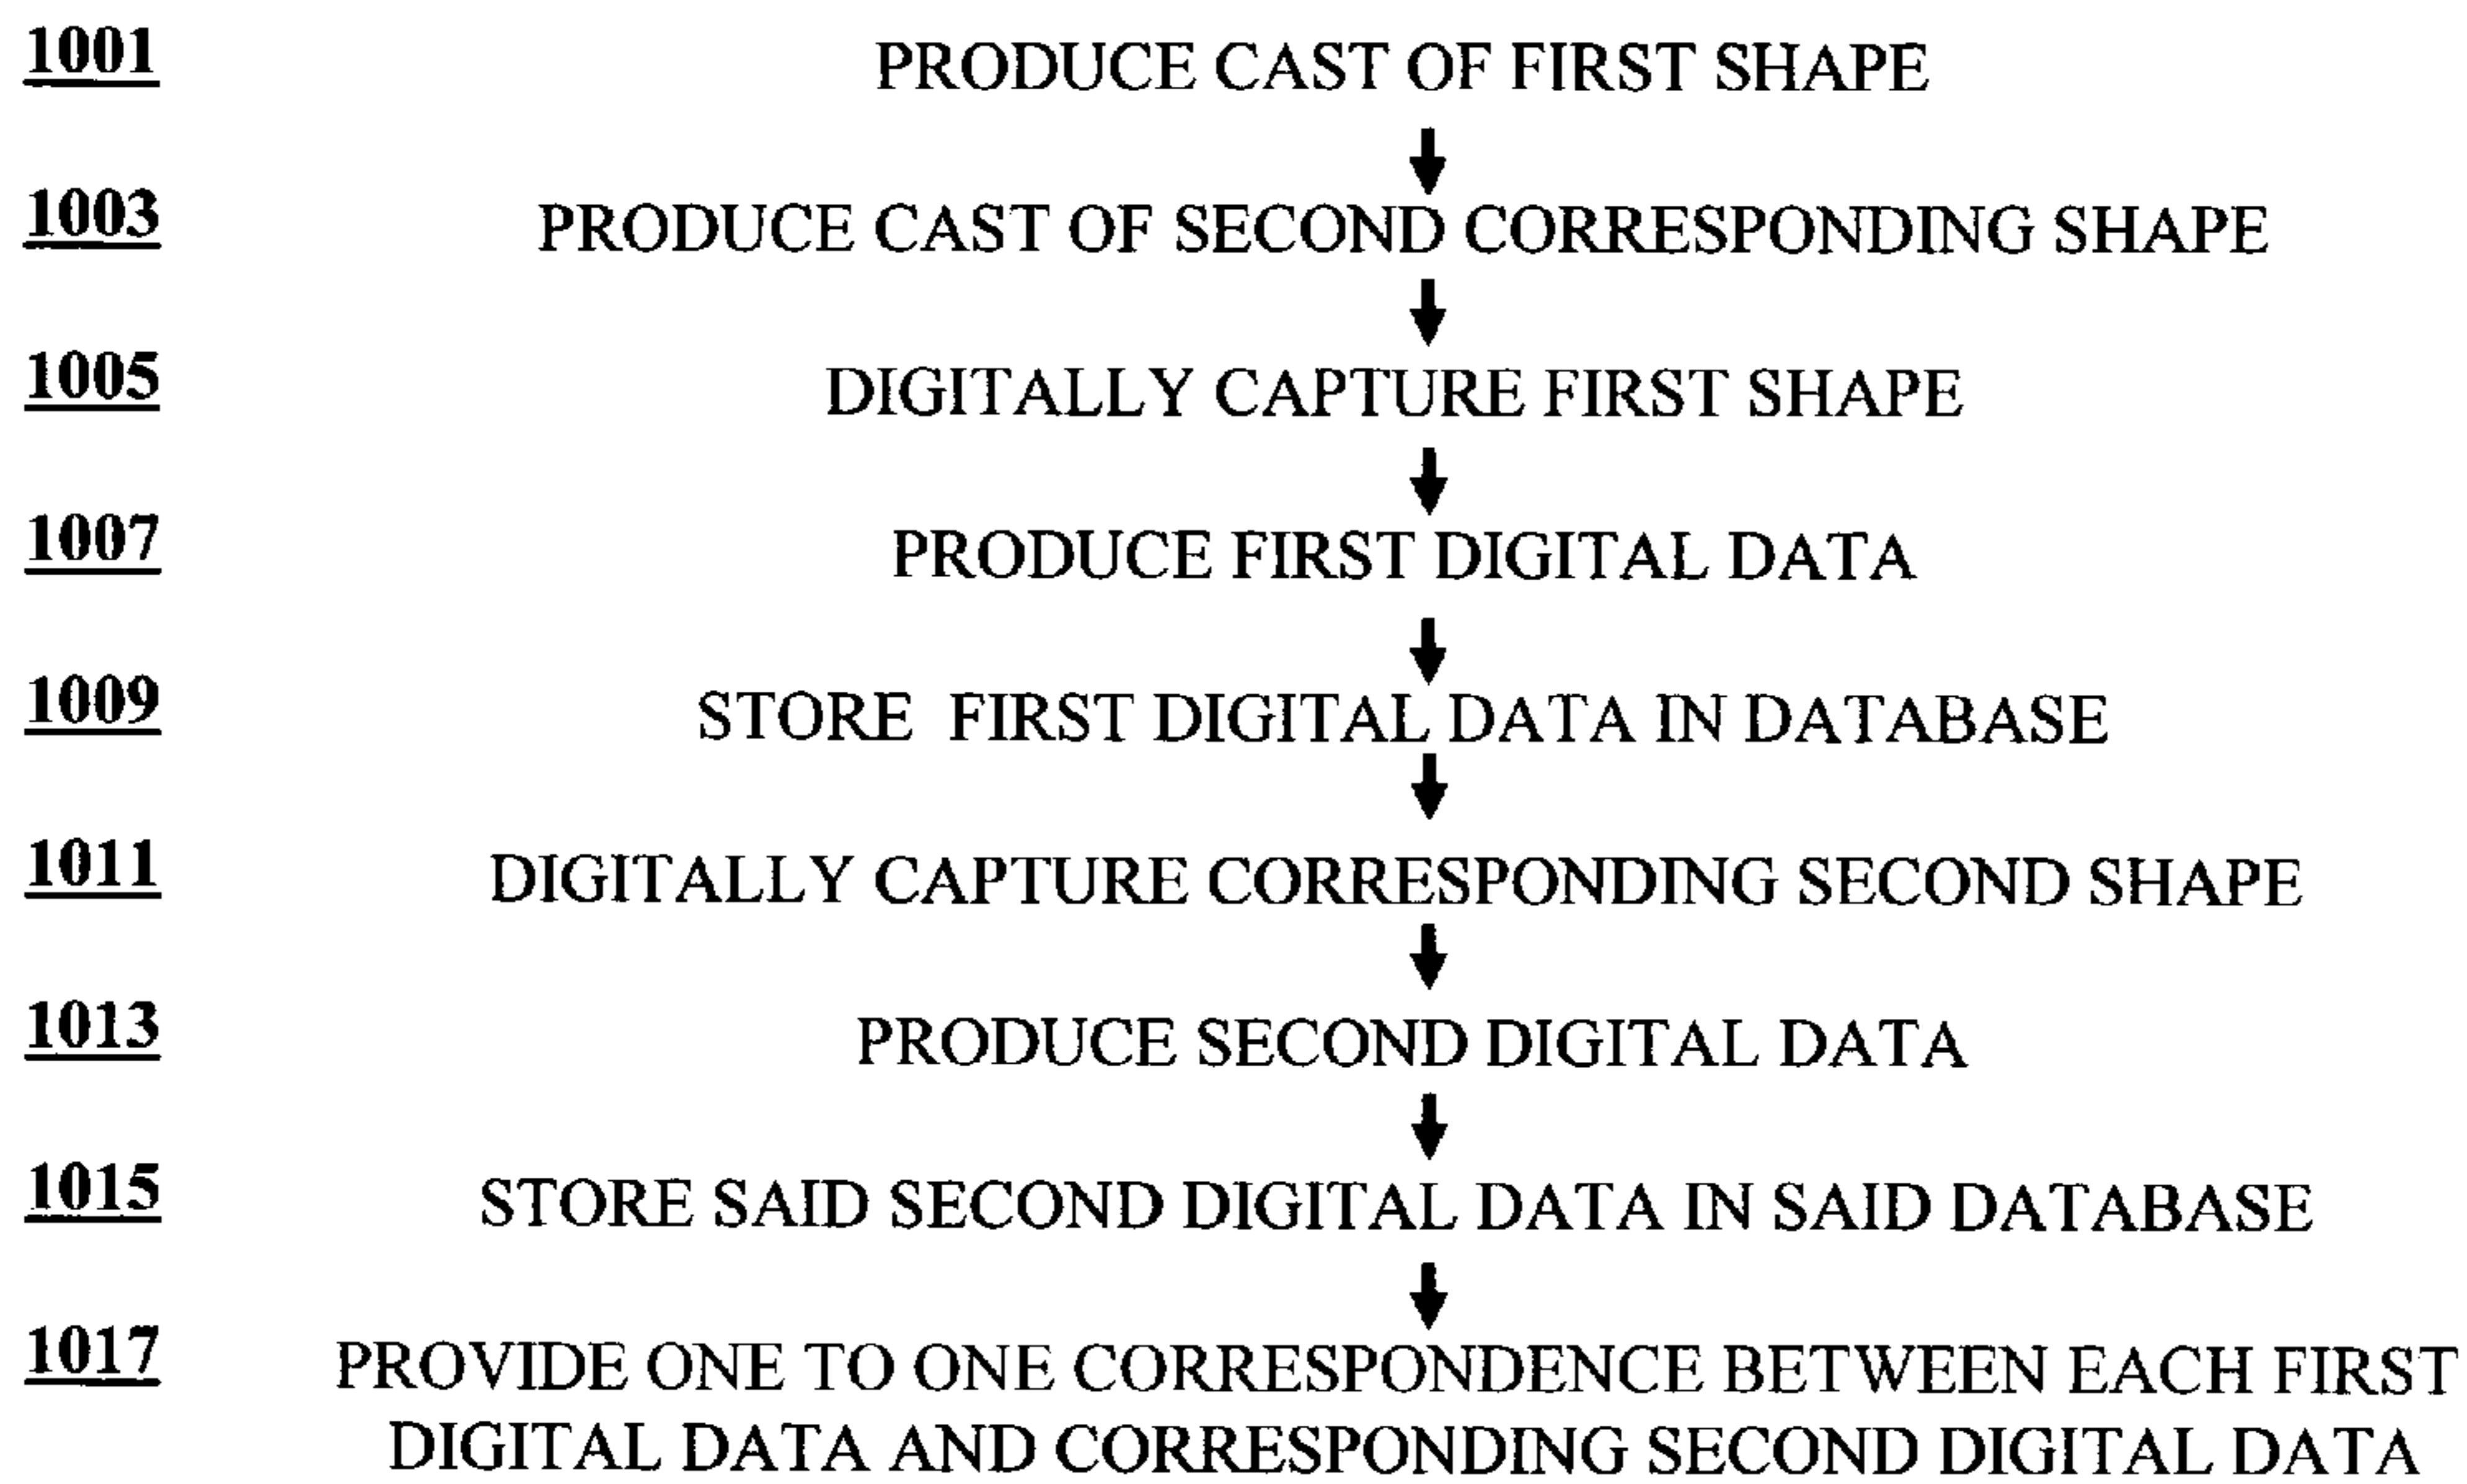 1001 PRODUCE CAST OF FIRST SHAPE
1003 PRODUCE CAST OF SECOND CORRESPONDING SHAPE
1005 DIGITALLY CAPTURE FIRST SHAPE
1007 PRODUCE FIRST DIGITAL DATA
1009 STORE FIRST DIGITAL DATA IN DATABASE
1011 DIGITALLY CAPTURE CORRESPONDING SECOND SHAPE
1013 PRODUCE SECOND DIGITAL DATA
1015 STORE SAID SECOND DIGITAL DATA IN SAID DATABASE
1017 PROVIDE ONE TO ONE CORRESPONDENCE BETWEEN EACH FIRST
DIGITAL DATA AND CORRESPONDING SECOND DIGITAL DATA